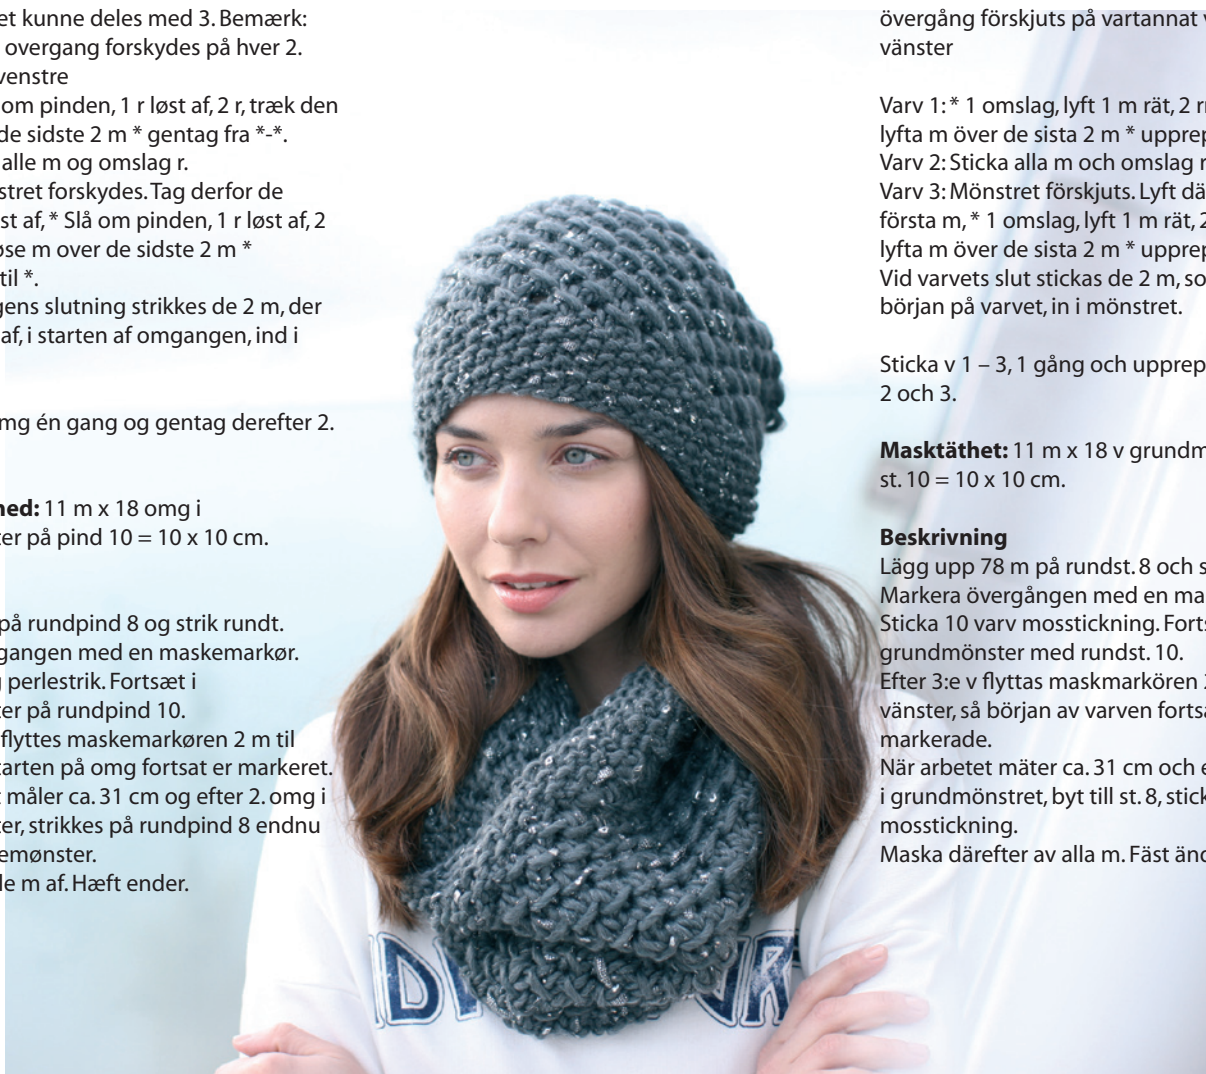 et kunne deles med 3. Bemærk:
overgang forskydes på hver 2.
venstre
om pinden, 1 r løst af, 2 r, træk den
de sidste 2 m * gentag fra *-*.
alle m og omslag r.
stret forskydes. Tag derfor de
st af, * Slå om pinden, 1 r løst af, 2
øse m over de sidste 2 m *
til *.
gens slutning strikkes de 2 m, der
af, i starten af omgangen, ind i
mg én gang og gentag derefter 2.
ned: 11 m x 18 omg i
ter på pind 10 = 10 x 10 cm.
på rundpind 8 og strik rundt.
gangen med en maskemarkør.
g perlestrik. Fortsæt i
ter på rundpind 10.
flyttes maskemarkøren 2 m til
tarten på omg fortsat er markeret.
t måler ca. 31 cm og efter 2. omg i
ter, strikkes på rundpind 8 endnu
emønster.
le m af. Hæft ender.
övergång förskjuts på vartannat v
vänster
Varv 1: * 1 omslag, lyft 1 m rät, 2 r
lyfta m över de sista 2 m * upprep
Varv 2: Sticka alla m och omslag r
Varv 3: Mönstret förskjuts. Lyft dä
första m, * 1 omslag, lyft 1 m rät, 2
lyfta m över de sista 2 m * upprep
Vid varvets slut stickas de 2 m, so
början på varvet, in i mönstret.
Sticka v 1 – 3, 1 gång och upprep
2 och 3.
Masktäthet: 11 m x 18 v grundm
st. 10 = 10 x 10 cm.
Beskrivning
Lägg upp 78 m på rundst. 8 och s
Markera övergången med en ma
Sticka 10 varv mosstickning. Forts
grundmönster med rundst. 10.
Efter 3:e v flyttas maskmarkören 2
vänster, så början av varven fortsa
markerade.
När arbetet mäter ca. 31 cm och e
i grundmönstret, byt till st. 8, stick
mosstickning.
Maska därefter av alla m. Fäst änd